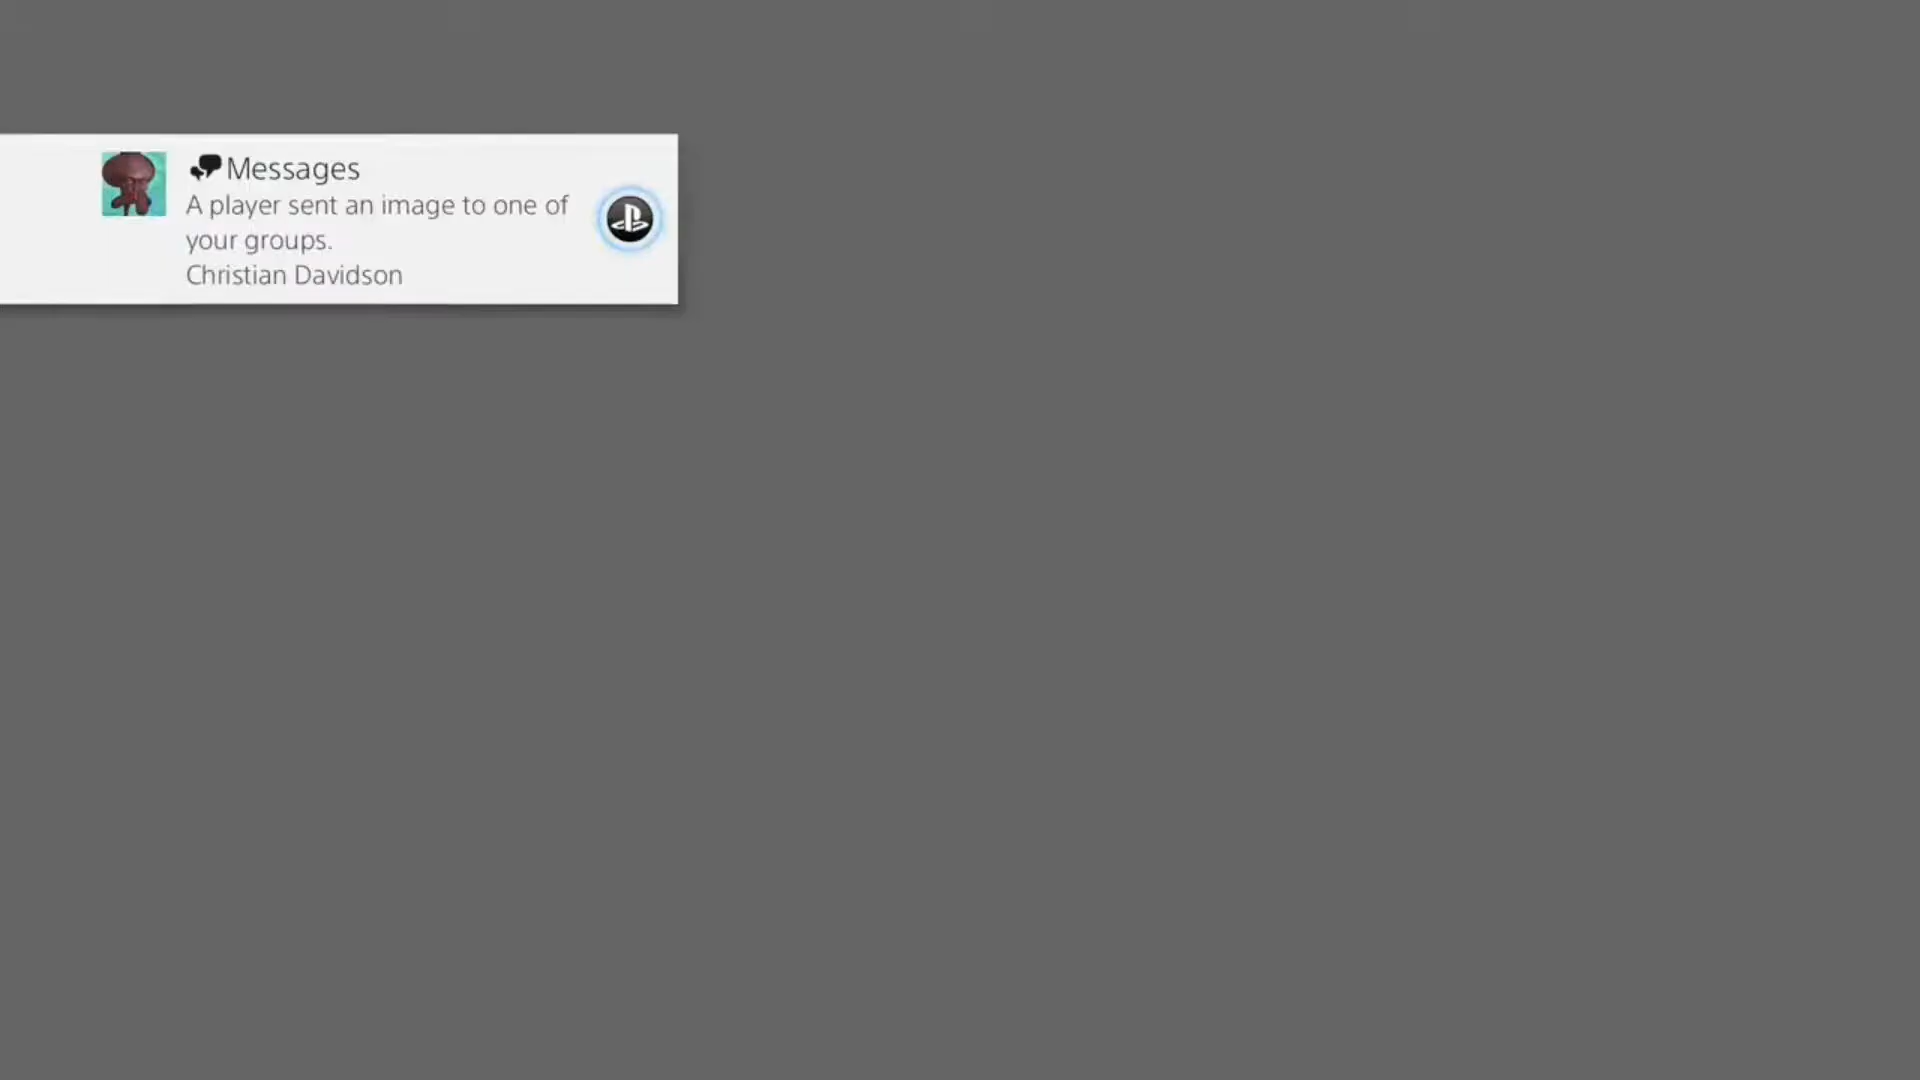 Messages
A player sent an image to one of
your groups.
Christian Davidson